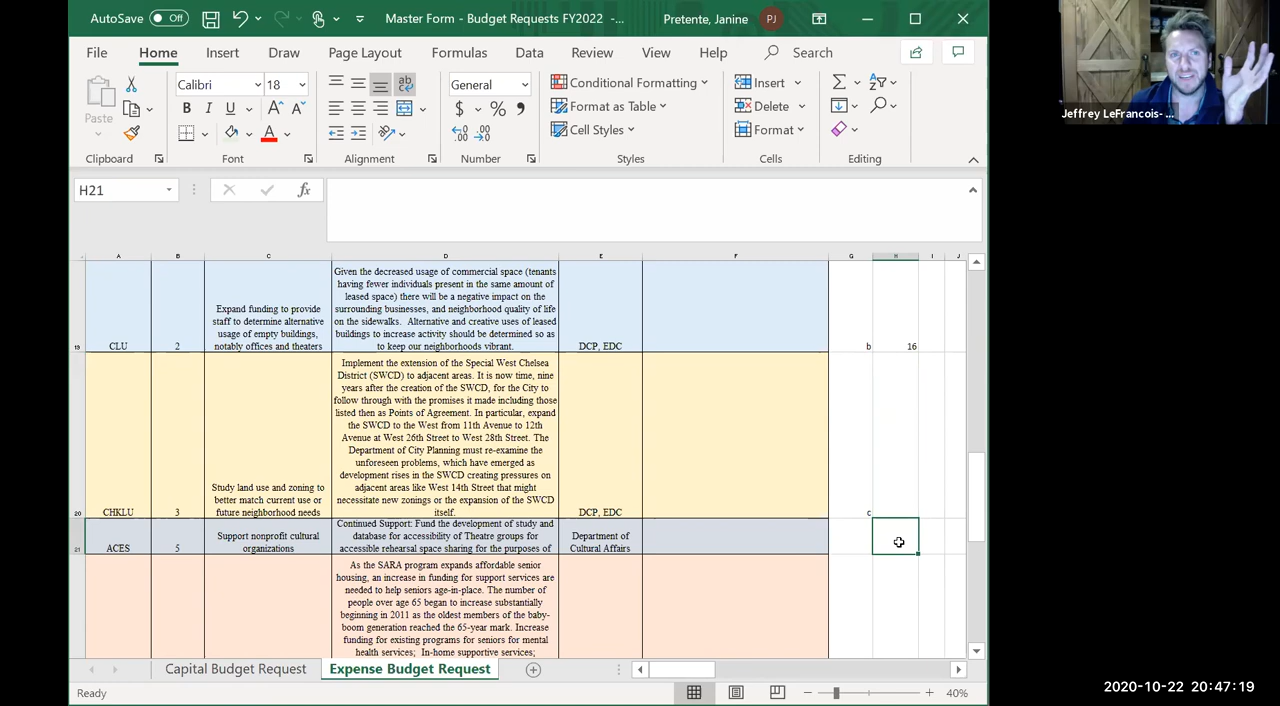 AutoSave Off Master Form - Budget Requests FY2022 -... Pretente, Janine PJ
File Home Insert Draw Page Layout Formulas Data Review View Help Search
Paste
Clipboard
Calibri 18
B I U
A A
A
Font
ab
c
Alignment
General
$ % 9
Number
Conditional Formatting
Format as Table
Cell Styles
Styles
Insert
Delete
Format
Cells
Editing
H21
fx
A B C D E F G H I J
19
CLU
2
Expand funding to provide
staff to determine alternative
usage of empty buildings,
notably offices and theaters
Given the decreased usage of commercial space (tenants
having fewer individuals present in the same amount of
leased space) there will be a negative impact on the
surrounding businesses, and neighborhood quality of life
on the sidewalks. Alternative and creative uses of leased
buildings to increase activity should be determined so as
to keep our neighborhoods vibrant.
DCP, EDC
b
16
20
CHKLU
3
Study land use and zoning to
better match current use or
future neighborhood needs
Implement the extension of the Special West Chelsea
District (SWCD) to adjacent areas. It is now time, nine
years after the creation of the SWCD, for the City to
follow through with the promises it made including those
listed then as Points of Agreement. In particular, expand
the SWCD to the West from 11th Avenue to 12th
Avenue at West 26th Street to West 28th Street. The
Department of City Planning must re-examine the
unforeseen problems, which have emerged as
development rises in the SWCD creating pressures on
adjacent areas like West 14th Street that might
necessitate new zonings or the expansion of the SWCD
itself.
DCP, EDC
c
21
ACES
5
Support nonprofit cultural
organizations
Continued Support: Fund the development of study and
database for accessibility of Theatre groups for
accessible rehearsal space sharing for the purposes of
Department of
Cultural Affairs
As the SARA program expands affordable senior
housing, an increase in funding for support services are
needed to help seniors age-in-place. The number of
people over age 65 began to increase substantially
beginning in 2011 as the oldest members of the baby-
boom generation reached the 65-year mark. Increase
funding for existing programs for seniors for mental
health services; In-home supportive services;
Capital Budget Request Expense Budget Request
Ready
40%
Jeffrey LeFrancois- ...
2020-10-22 20:47:19